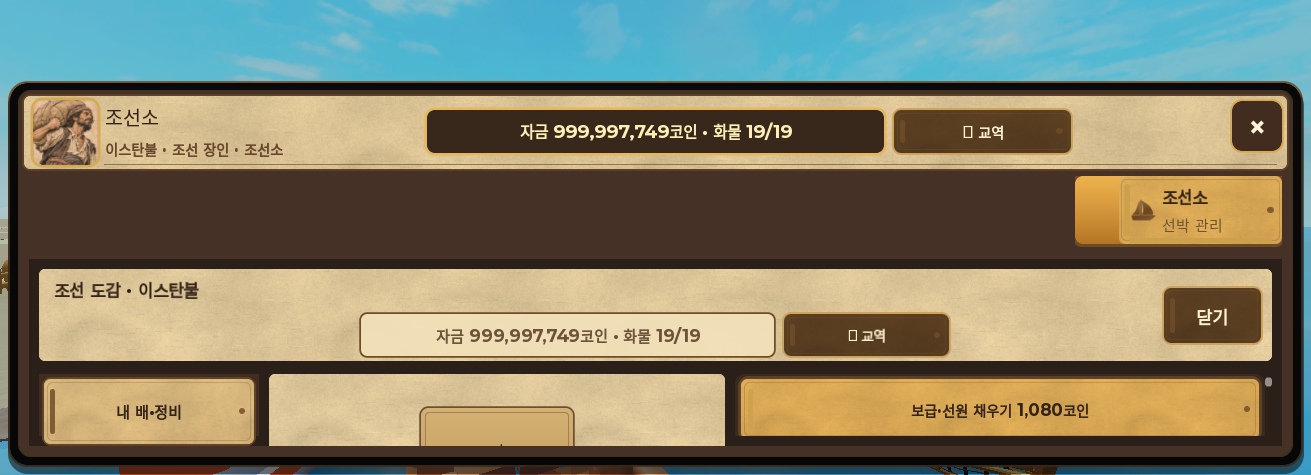 조선소
이스탄불 • 조선 장인 • 조선소
자금 999,997,749코인 • 화물 19/19
교역
×
조선소
선박 관리
조선 도감 • 이스탄불
자금 999,997,749코인 • 화물 19/19
교역
닫기
내 배•정비
보급•선원 채우기 1,080코인